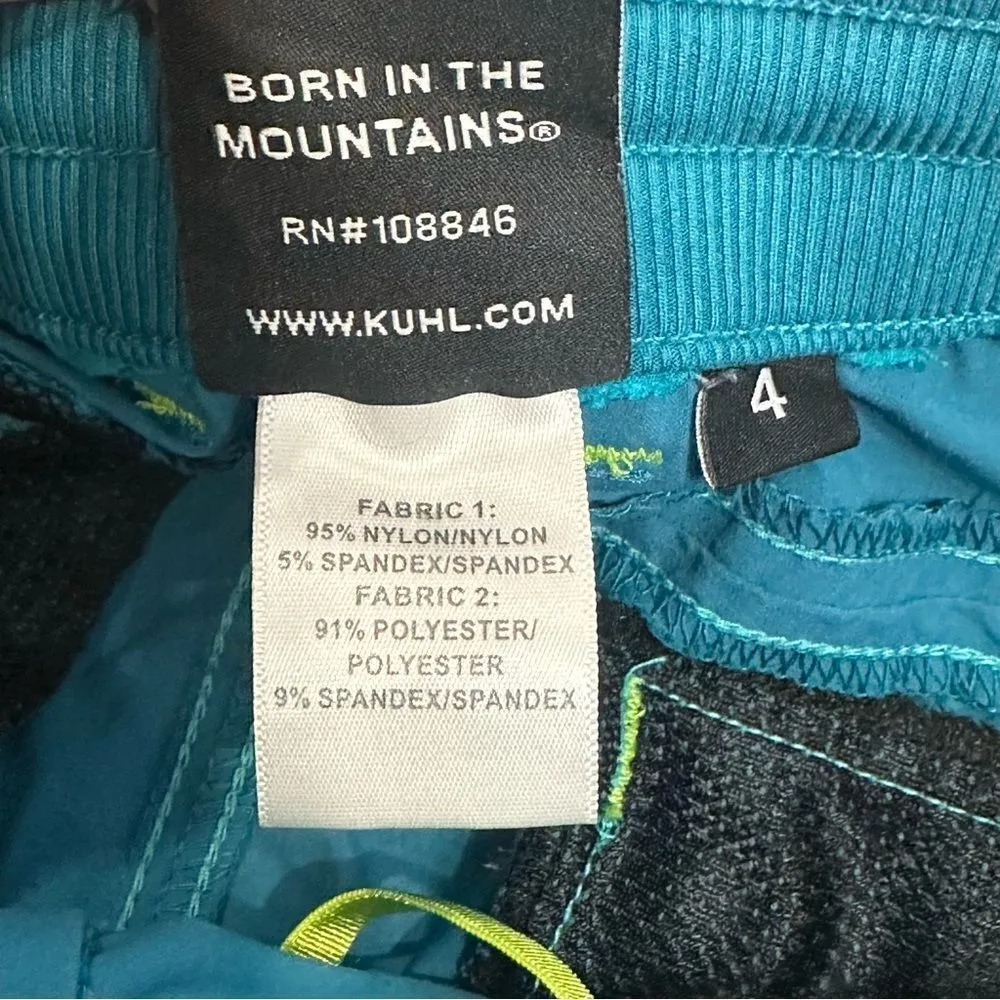 BORN IN THE
MOUNTAINS®
RN#108846
WWW.KUHL.COM
4
FABRIC 1:
95% NYLON/NYLON
5% SPANDEX/SPANDEX
FABRIC 2:
91% POLYESTER/
POLYESTER
9% SPANDEX/SPANDEX